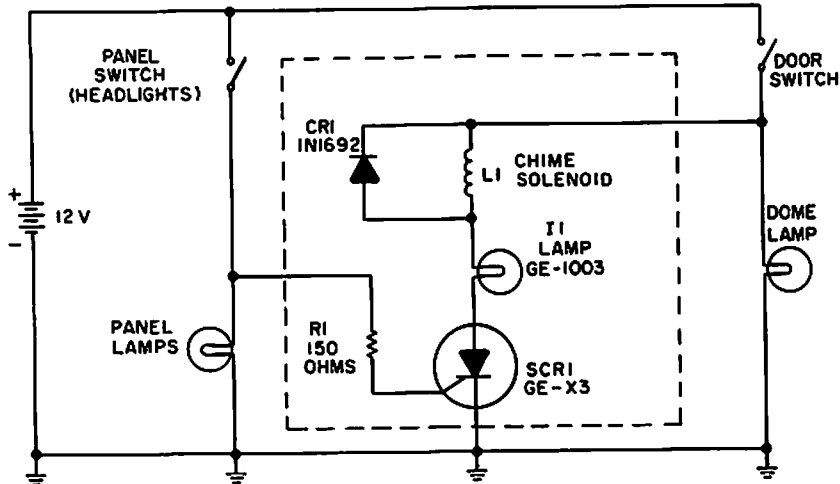 PANEL
SWITCH
(HEADLIGHTS)
DOOR
SWITCH
CR1
1N1692
L1
CHIME
SOLENOID
+
12 V
-
I1
LAMP
GE-1003
DOME
LAMP
PANEL
LAMPS
R1
150
OHMS
SCR1
GE-X3